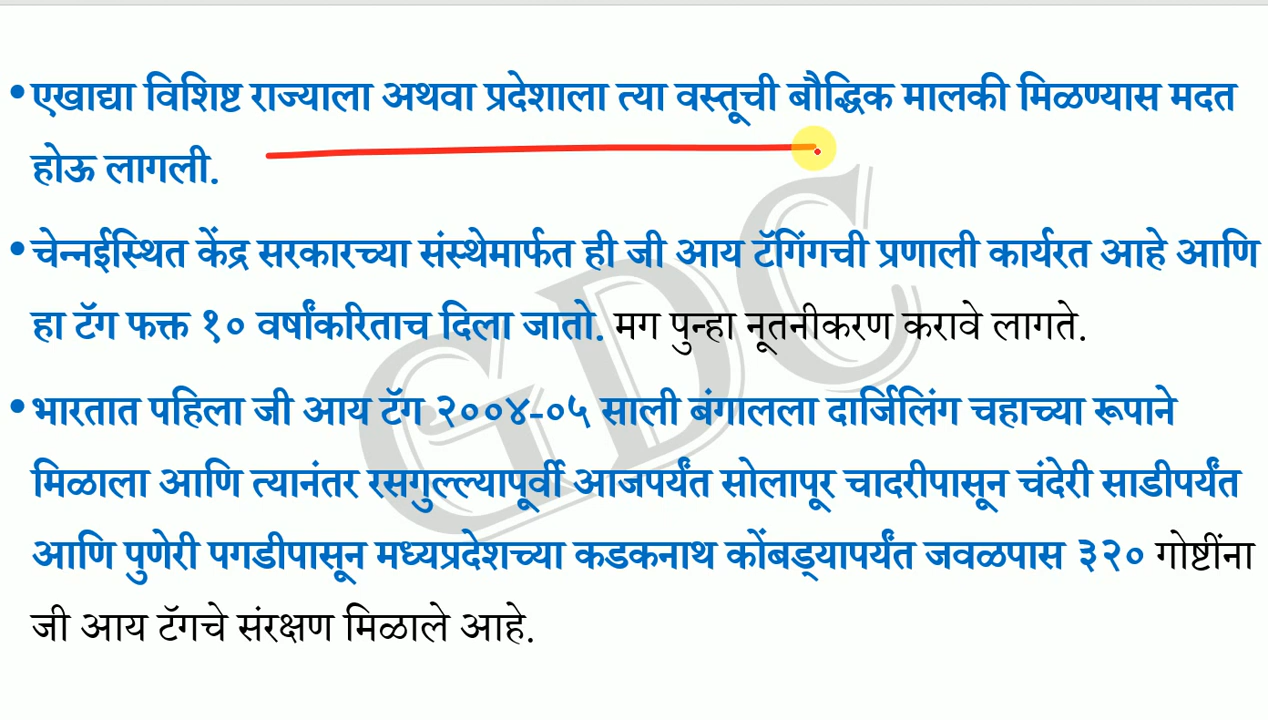 • एखाद्या विशिष्ट राज्याला अथवा प्रदेशाला त्या वस्तूची बौद्धिक मालकी मिळण्यास मदत
होऊ लागली.
• चेन्नईस्थित केंद्र सरकारच्या संस्थेमार्फत ही जी आय टॅगिंगची प्रणाली कार्यरत आहे आणि
हा टॅग फक्त १० वर्षांकरिताच दिला जातो. मग पुन्हा नूतनीकरण करावे लागते.
• भारतात पहिला जी आय टॅग २००४-०५ साली बंगालला दार्जिलिंग चहाच्या रूपाने
मिळाला आणि त्यानंतर रसगुल्ल्यापूर्वी आजपर्यंत सोलापूर चादरीपासून चंदेरी साडीपर्यंत
आणि पुणेरी पगडीपासून मध्यप्रदेशच्या कडकनाथ कोंबड्यापर्यंत जवळपास ३२० गोष्टींना
जी आय टॅगचे संरक्षण मिळाले आहे.
GDC